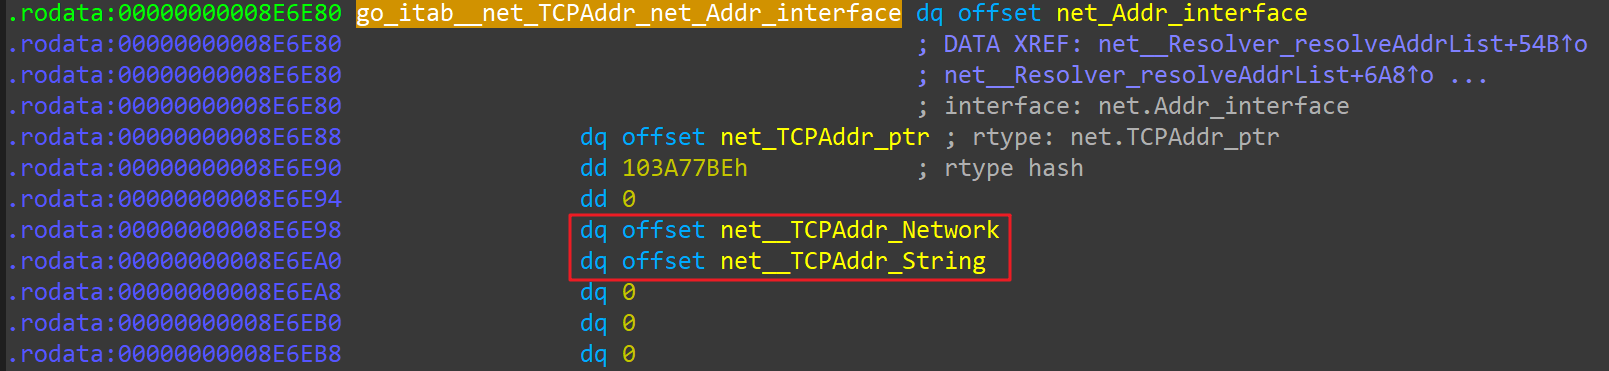 .rodata:00000000008E6E80 go_itab__net_TCPAddr_net_Addr_interface dq offset net_Addr_interface
.rodata:00000000008E6E80 ; DATA XREF: net__Resolver_resolveAddrList+54B↑o
.rodata:00000000008E6E80 ; net__Resolver_resolveAddrList+6A8↑o ...
.rodata:00000000008E6E80 ; interface: net.Addr_interface
.rodata:00000000008E6E88 dq offset net_TCPAddr_ptr ; rtype: net.TCPAddr_ptr
.rodata:00000000008E6E90 dd 103A77BEh ; rtype hash
.rodata:00000000008E6E94 dd 0
.rodata:00000000008E6E98 dq offset net__TCPAddr_Network
.rodata:00000000008E6EA0 dq offset net__TCPAddr_String
.rodata:00000000008E6EA8 dq 0
.rodata:00000000008E6EB0 dq 0
.rodata:00000000008E6EB8 dq 0